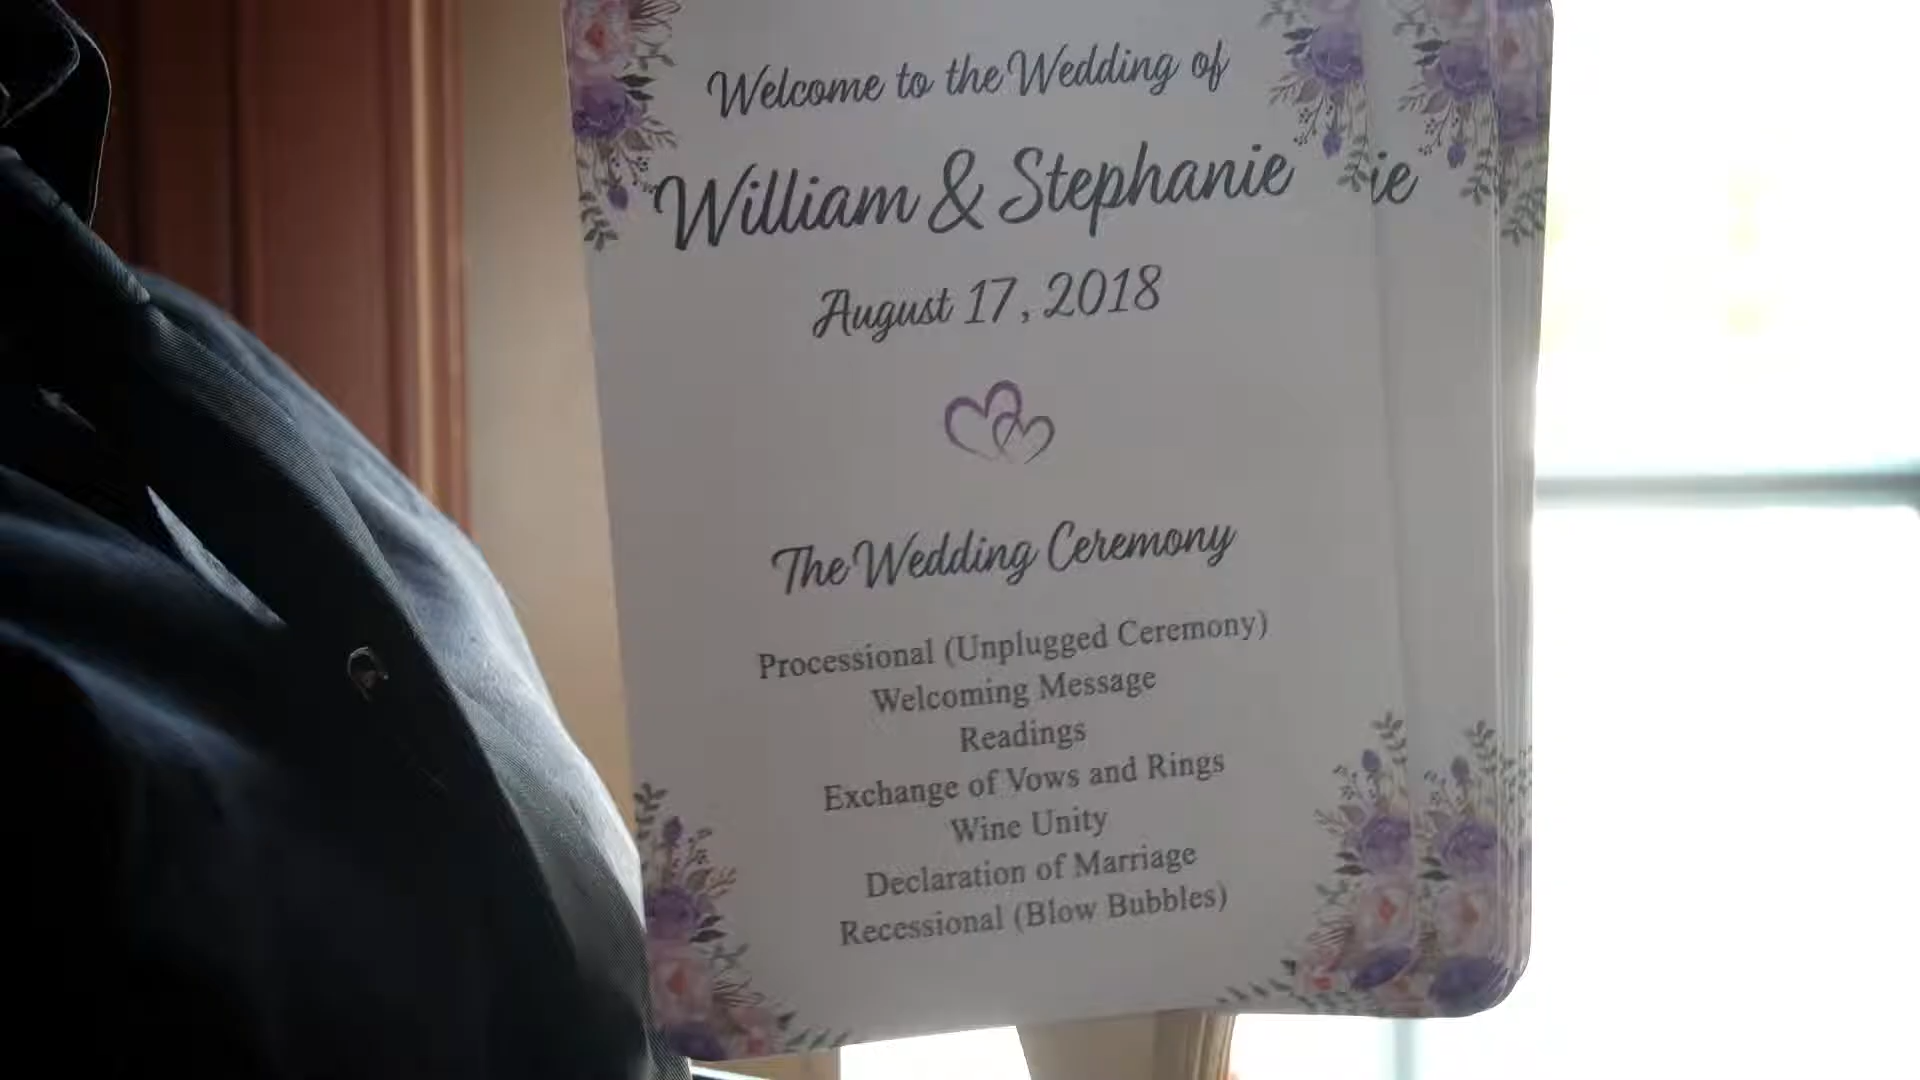 Welcome to the Wedding of
William & Stephanie
ie
August 17, 2018
The Wedding Ceremony
Processional (Unplugged Ceremony)
Welcoming Message
Readings
Exchange of Vows and Rings
Wine Unity
Declaration of Marriage
Recessional (Blow Bubbles)